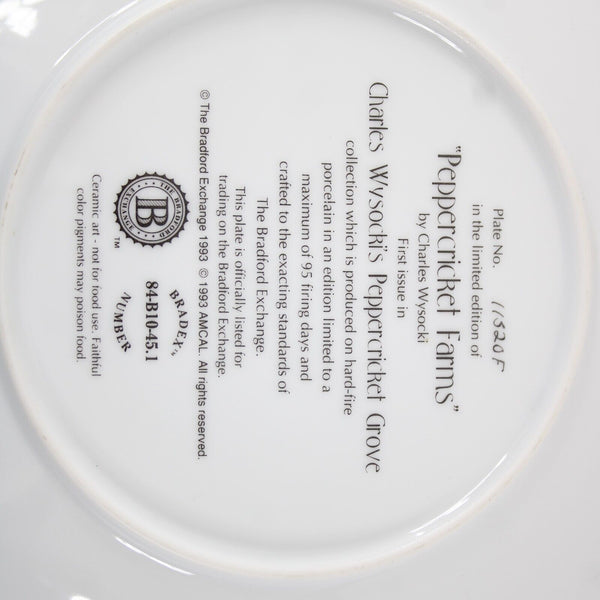 Plate No. 11520F
in the limited edition of
"Peppercricket Farms"
by Charles Wysocki
First issue in
Charles Wysocki's Peppercricket Grove
collection which is produced on hard-fire
porcelain in an edition limited to a
maximum of 95 firing days and
crafted to the exacting standards of
The Bradford Exchange.
This plate is officially listed for
trading on the Bradford Exchange.
© The Bradford Exchange 1993 © 1993 AMCAL. All rights reserved.
THE BRADFORD
EXCHANGE
B
TM
BRADEX
84-B10-45.1
NUMBER
Ceramic art - not for food use. Faithful
color pigments may poison food.